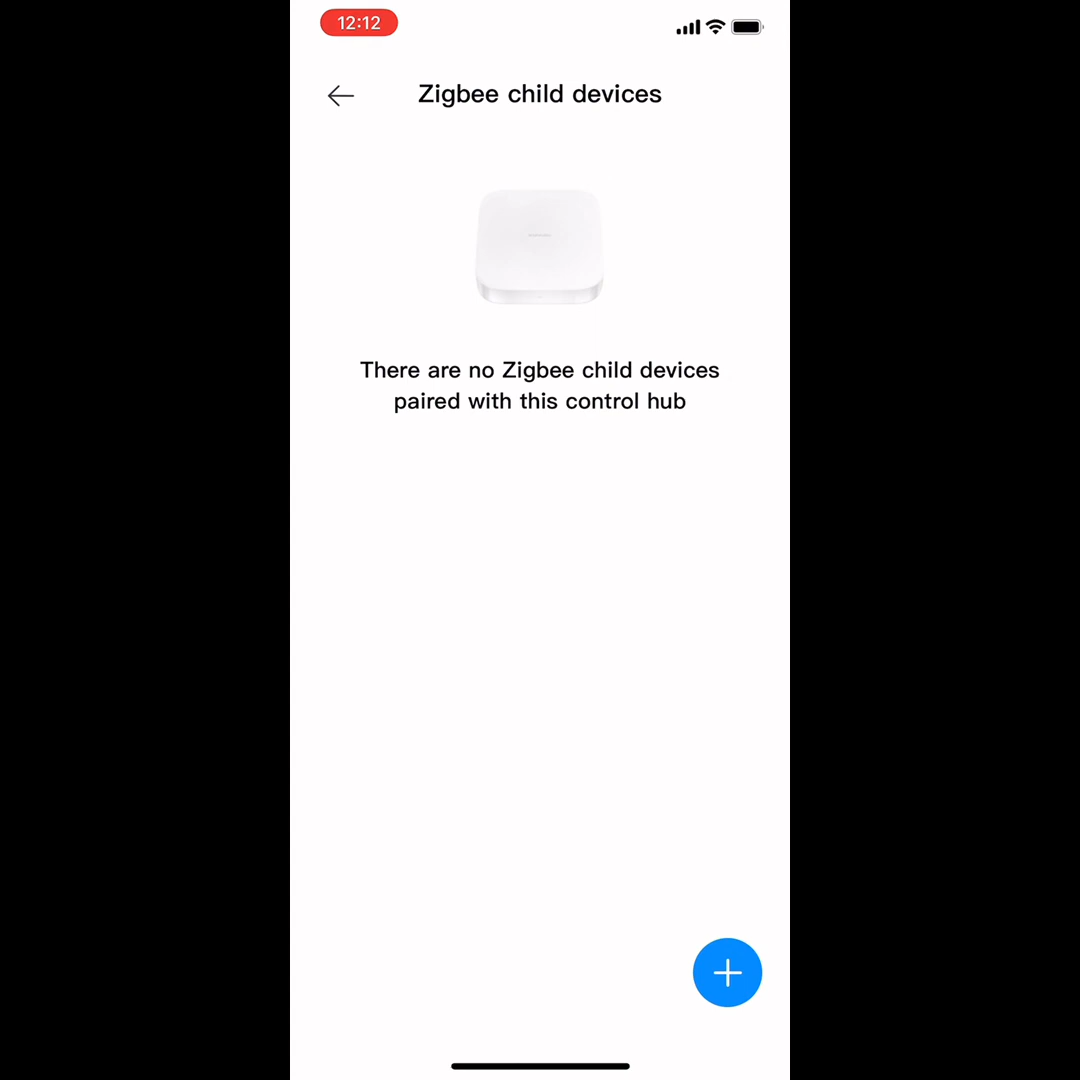 12:12
Zigbee child devices
There are no Zigbee child devices
paired with this control hub